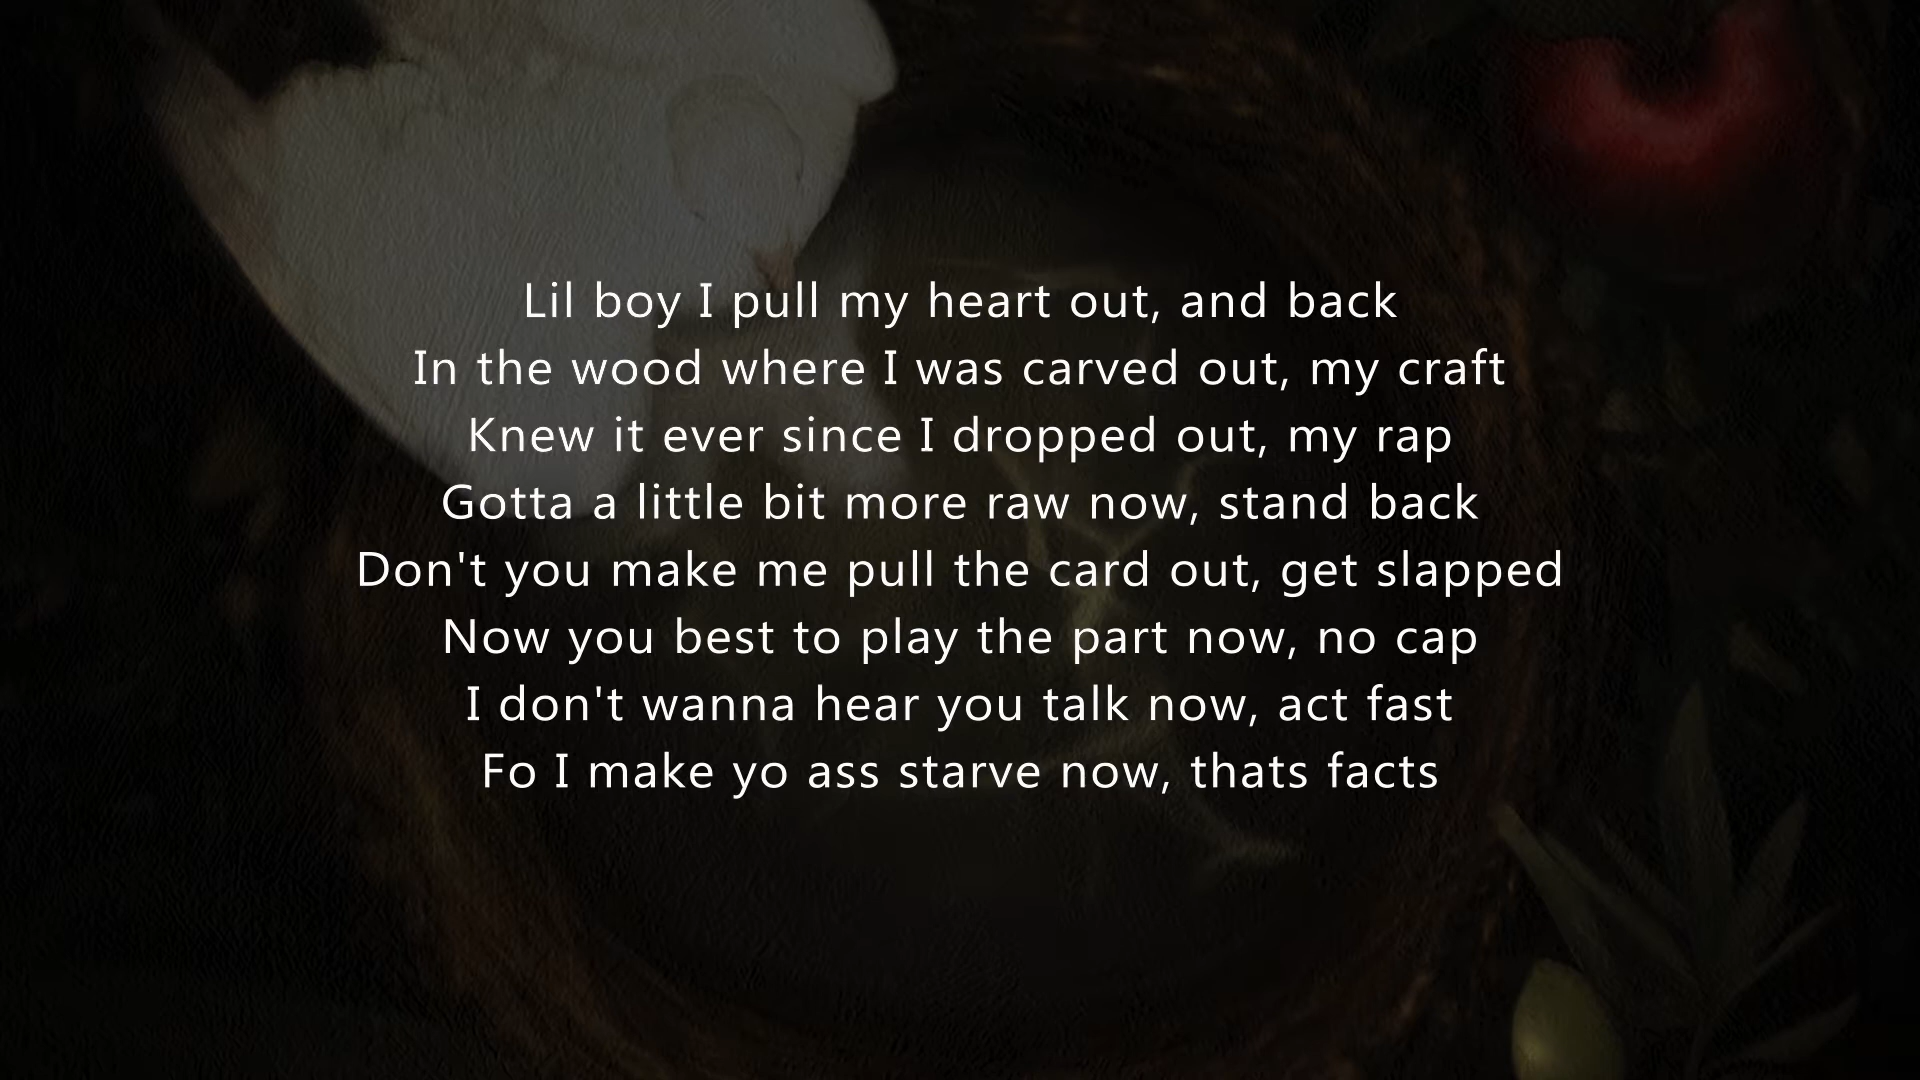 Lil boy I pull my heart out, and back
In the wood where I was carved out, my craft
Knew it ever since I dropped out, my rap
Gotta a little bit more raw now, stand back
Don't you make me pull the card out, get slapped
Now you best to play the part now, no cap
I don't wanna hear you talk now, act fast
Fo I make yo ass starve now, thats facts